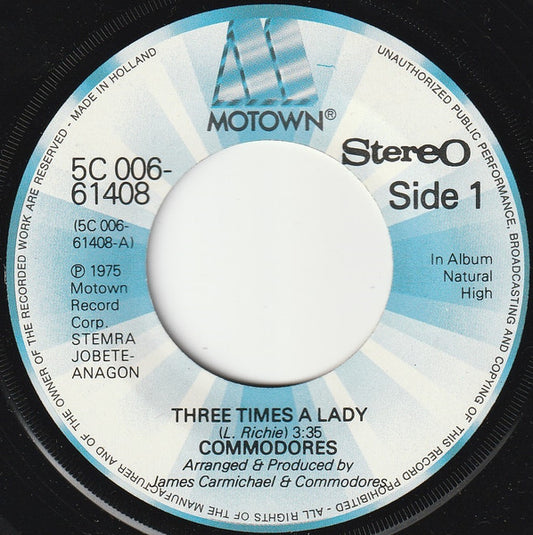 MOTOWN®
5C 006-
61408
(5C 006-
61408-A)
℗ 1975
Motown
Record
Corp.
STEMRA
JOBETE-
ANAGON
StereO
Side 1
In Album
Natural
High
THREE TIMES A LADY
(L. Richie) 3:35
COMMODORES
Arranged & Produced by
James Carmichael & Commodores
UNAUTHORIZED PUBLIC PERFORMANCE, BROADCASTING AND COPYING OF THIS RECORD PROHIBITED - ALL RIGHTS OF THE MANUFACTURER AND OF THE OWNER OF THE RECORDED WORK ARE RESERVED - MADE IN HOLLAND